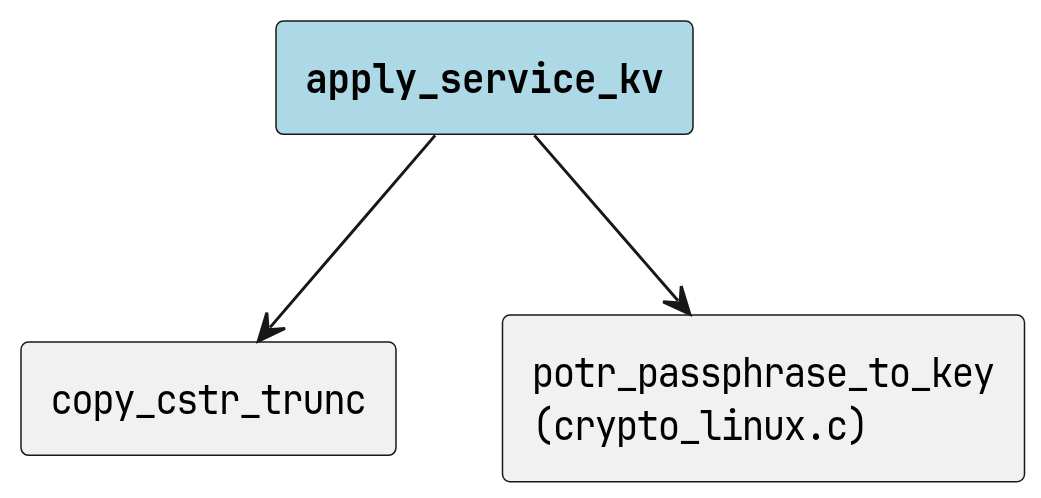 apply_service_kv
copy_cstr_trunc
potr_passphrase_to_key
(crypto_linux.c)